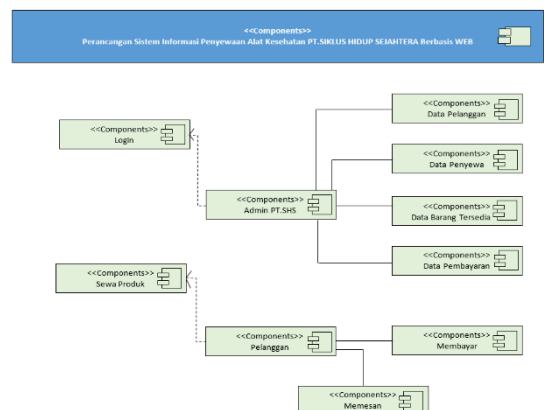 <<Components>>
Perancangan Sistem Informasi Penyewaan Alat Kesehatan PT.SIKLUS HIDUP SEJAHTERA Berbasis WEB
<<Components>>
Data Pelanggan
<<Components>>
Login
<<Components>>
Data Penyewa
<<Components>>
Admin PT.SHS
<<Components>>
Data Barang Tersedia
<<Components>>
Data Pembayaran
<<Components>>
Sewa Produk
<<Components>>
Pelanggan
<<Components>>
Membayar
<<Components>>
Memesan